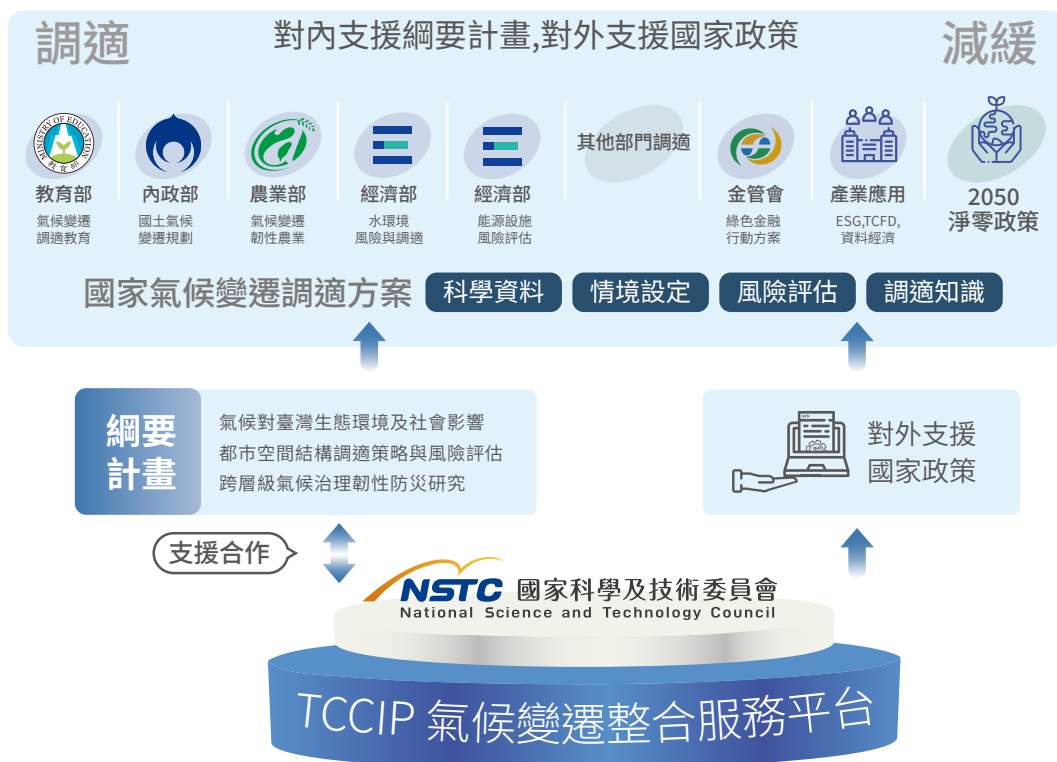 調適
對內支援綱要計畫,對外支援國家政策
減緩
MINISTRY OF EDUCATION
教育部
教育部
氣候變遷
調適教育
內政部
國土氣候
變遷規劃
農業部
氣候變遷
韌性農業
經濟部
水環境
風險與調適
經濟部
能源設施
風險評估
其他部門調適
金管會
綠色金融
行動方案
產業應用
ESG,TCFD,
資料經濟
2050
淨零政策
國家氣候變遷調適方案
科學資料
情境設定
風險評估
調適知識
綱要
計畫
氣候對臺灣生態環境及社會影響
都市空間結構調適策略與風險評估
跨層級氣候治理韌性防災研究
對外支援
國家政策
支援合作
NSTC 國家科學及技術委員會
National Science and Technology Council
TCCIP 氣候變遷整合服務平台